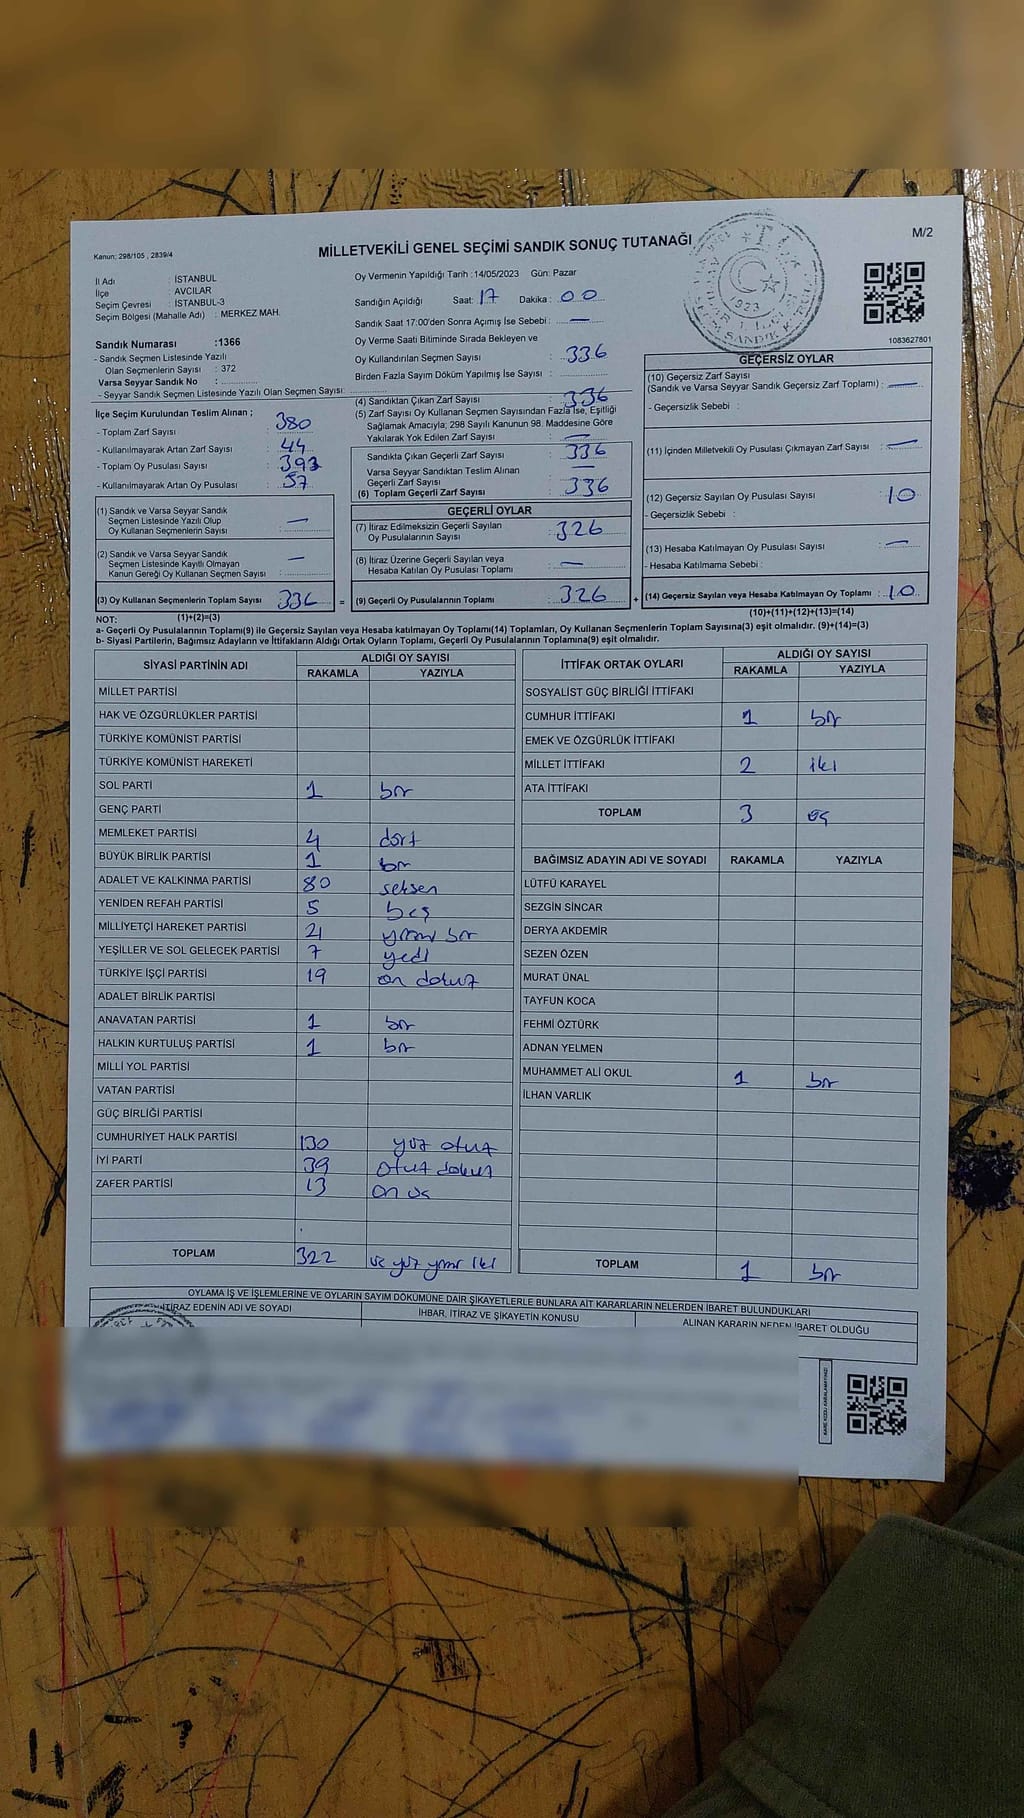 Kanun: 298/105 , 2839/4
MİLLETVEKİLİ GENEL SEÇİMİ SANDIK SONUÇ TUTANAĞI
M/2
İl Adı : İSTANBUL
İlçe : AVCILAR
Seçim Çevresi : İSTANBUL-3
Seçim Bölgesi (Mahalle Adı) : MERKEZ MAH.
Sandık Numarası :1366
- Sandık Seçmen Listesinde Yazılı
Olan Seçmenlerin Sayısı : 372
Varsa Seyyar Sandık No :
- Seyyar Sandık Seçmen Listesinde Yazılı Olan Seçmen Sayısı:
İlçe Seçim Kurulundan Teslim Alınan ;
- Toplam Zarf Sayısı : 380
- Kullanılmayarak Artan Zarf Sayısı : 44
- Toplam Oy Pusulası Sayısı : 393
- Kullanılmayarak Artan Oy Pusulası : 57
(1) Sandık ve Varsa Seyyar Sandık
Seçmen Listesinde Yazılı Olup
Oy Kullanan Seçmenlerin Sayısı : —
(2) Sandık ve Varsa Seyyar Sandık
Seçmen Listesinde Kayıtlı Olmayan
Kanun Gereği Oy Kullanan Seçmen Sayısı : —
(3) Oy Kullanan Seçmenlerin Toplam Sayısı : 336 =
(1)+(2)=(3)
Oy Vermenin Yapıldığı Tarih :14/05/2023 Gün: Pazar
Sandığın Açıldığı Saat: 17 Dakika : 00
Sandık Saat 17:00'den Sonra Açılmış İse Sebebi : —
Oy Verme Saati Bitiminde Sırada Bekleyen ve
Oy Kullandırılan Seçmen Sayısı : 336
Birden Fazla Sayım Döküm Yapılmış İse Sayısı :
(4) Sandıktan Çıkan Zarf Sayısı : 336
(5) Zarf Sayısı Oy Kullanan Seçmen Sayısından Fazla İse, Eşitliği
Sağlamak Amacıyla; 298 Sayılı Kanunun 98. Maddesine Göre
Yakılarak Yok Edilen Zarf Sayısı : —
Sandıkta Çıkan Geçerli Zarf Sayısı : 336
Varsa Seyyar Sandıktan Teslim Alınan
Geçerli Zarf Sayısı : —
(6) Toplam Geçerli Zarf Sayısı : 336
GEÇERLİ OYLAR
(7) İtiraz Edilmeksizin Geçerli Sayılan
Oy Pusulalarının Sayısı : 326
(8) İtiraz Üzerine Geçerli Sayılan veya
Hesaba Katılan Oy Pusulası Toplamı : —
(9) Geçerli Oy Pusulalarının Toplamı : 326 +
1083627801
GEÇERSİZ OYLAR
(10) Geçersiz Zarf Sayısı
(Sandık ve Varsa Seyyar Sandık Geçersiz Zarf Toplamı) : —
- Geçersizlik Sebebi :
(11) İçinden Milletvekili Oy Pusulası Çıkmayan Zarf Sayısı : —
(12) Geçersiz Sayılan Oy Pusulası Sayısı : 10
- Geçersizlik Sebebi :
(13) Hesaba Katılmayan Oy Pusulası Sayısı : —
- Hesaba Katılmama Sebebi :
(14) Geçersiz Sayılan veya Hesaba Katılmayan Oy Toplamı : 10
(10)+(11)+(12)+(13)=(14)
NOT:
a- Geçerli Oy Pusulalarının Toplamı(9) ile Geçersiz Sayılan veya Hesaba katılmayan Oy Toplamı(14) Toplamları, Oy Kullanan Seçmenlerin Toplam Sayısına(3) eşit olmalıdır. (9)+(14)=(3)
b- Siyasi Partilerin, Bağımsız Adayların ve İttifakların Aldığı Ortak Oyların Toplamı, Geçerli Oy Pusulalarının Toplamına(9) eşit olmalıdır.
SİYASİ PARTİNİN ADI ALDIĞI OY SAYISI
RAKAMLA YAZIYLA
MİLLET PARTİSİ
HAK VE ÖZGÜRLÜKLER PARTİSİ
TÜRKİYE KOMÜNİST PARTİSİ
TÜRKİYE KOMÜNİST HAREKETİ
SOL PARTİ 1 bir
GENÇ PARTİ
MEMLEKET PARTİSİ 4 dört
BÜYÜK BİRLİK PARTİSİ 1 bir
ADALET VE KALKINMA PARTİSİ 80 seksen
YENİDEN REFAH PARTİSİ 5 beş
MİLLİYETÇİ HAREKET PARTİSİ 21 yirmi bir
YEŞİLLER VE SOL GELECEK PARTİSİ 7 yedi
TÜRKİYE İŞÇİ PARTİSİ 19 on dokuz
ADALET BİRLİK PARTİSİ
ANAVATAN PARTİSİ 1 bir
HALKIN KURTULUŞ PARTİSİ 1 bir
MİLLİ YOL PARTİSİ
VATAN PARTİSİ
GÜÇ BİRLİĞİ PARTİSİ
CUMHURİYET HALK PARTİSİ 130 yüz otuz
İYİ PARTİ 39 otuz dokuz
ZAFER PARTİSİ 13 on üç
TOPLAM 322 üç yüz yirmi iki
İTTİFAK ORTAK OYLARI ALDIĞI OY SAYISI
RAKAMLA YAZIYLA
SOSYALİST GÜÇ BİRLİĞİ İTTİFAKI
CUMHUR İTTİFAKI 1 bir
EMEK VE ÖZGÜRLÜK İTTİFAKI
MİLLET İTTİFAKI 2 iki
ATA İTTİFAKI
TOPLAM 3 üç
BAĞIMSIZ ADAYIN ADI VE SOYADI RAKAMLA YAZIYLA
LÜTFÜ KARAYEL
SEZGİN SİNCAR
DERYA AKDEMİR
SEZEN ÖZEN
MURAT ÜNAL
TAYFUN KOCA
FEHMİ ÖZTÜRK
ADNAN YELMEN
MUHAMMET ALİ OKUL 1 bir
İLHAN VARLIK
TOPLAM 1 bir
OYLAMA İŞ VE İŞLEMLERİNE VE OYLARIN SAYIM DÖKÜMÜNE DAİR ŞİKAYETLERLE BUNLARA AİT KARARLARIN NELERDEN İBARET BULUNDUKLARI
İTİRAZ EDENİN ADI VE SOYADI İHBAR, İTİRAZ VE ŞİKAYETİN KONUSU ALINAN KARARIN NEDEN İBARET OLDUĞU